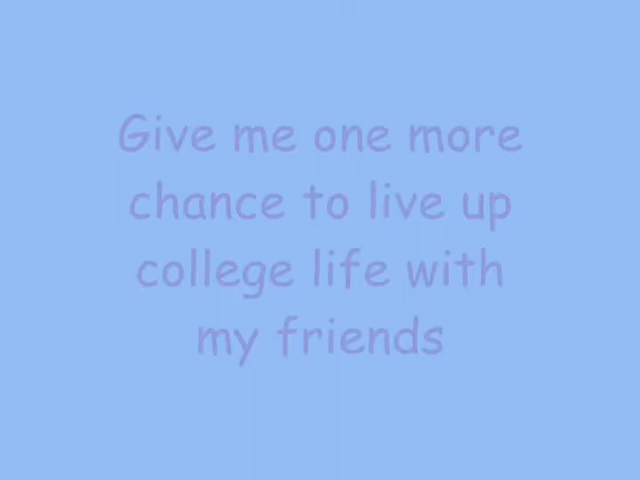 Give me one more
chance to live up
college life with
my friends